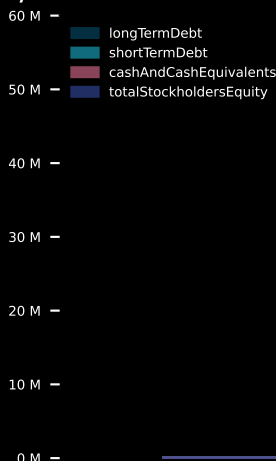 60 M
longTermDebt
shortTermDebt
cashAndCashEquivalents
50 M
totalStockholdersEquity
40 M
30 M
20 M
10 M
0 M